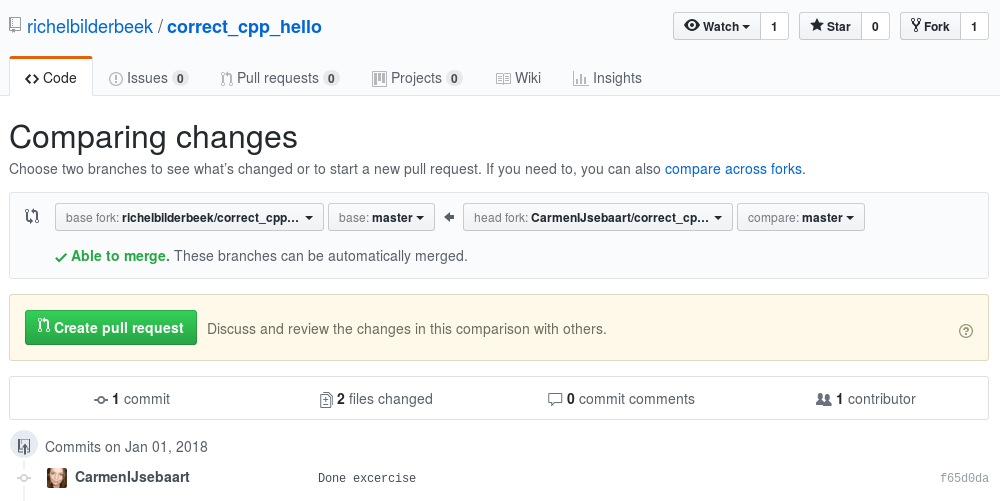 richelbilderbeek / correct_cpp_hello Watch 1 Star 0 Fork 1
Code Issues 0 Pull requests 0 Projects 0 Wiki Insights
Comparing changes
Choose two branches to see what's changed or to start a new pull request. If you need to, you can also compare across forks.
base fork: richelbilderbeek/correct_cpp... base: master head fork: CarmenIJsebaart/correct_cp... compare: master
Able to merge. These branches can be automatically merged.
Create pull request Discuss and review the changes in this comparison with others.
1 commit 2 files changed 0 commit comments 1 contributor
Commits on Jan 01, 2018
CarmenIJsebaart Done excercise f65d0da